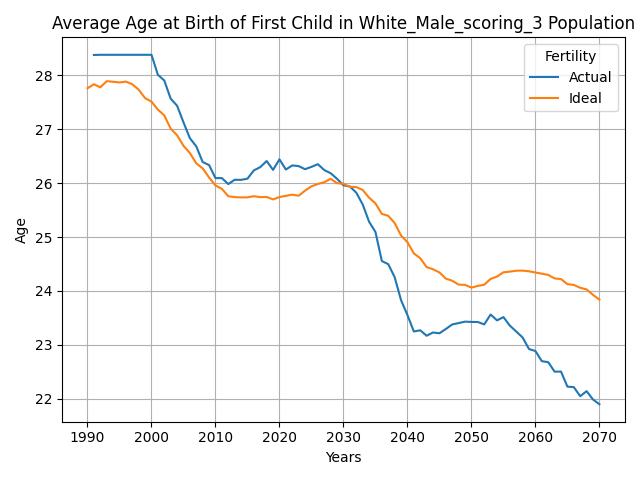 Average Age at Birth of First Child in White_Male_scoring_3 Population
Fertility
Actual
Ideal
Age
28
27
26
25
24
23
22
1990 2000 2010 2020 2030 2040 2050 2060 2070
Years